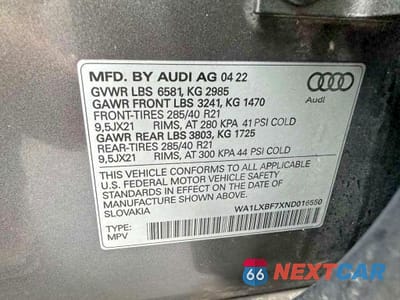 MFD. BY AUDI AG 04 22
GVWR LBS 6581, KG 2985
GAWR FRONT LBS 3241, KG 1470
FRONT-TIRES 285/40 R21
9,5JX21 RIMS, AT 280 KPA 41 PSI COLD
GAWR REAR LBS 3803, KG 1725
REAR-TIRES 285/40 R21
9,5JX21 RIMS, AT 300 KPA 44 PSI COLD
Audi
THIS VEHICLE CONFORMS TO ALL APPLICABLE
U.S. FEDERAL MOTOR VEHICLE SAFETY
STANDARDS IN EFFECT ON THE DATE OF
MANUFACTURE SHOWN ABOVE.
SLOVAKIA
WA1LXBF7XND016550
TYPE:
MPV
66 NEXTCAR